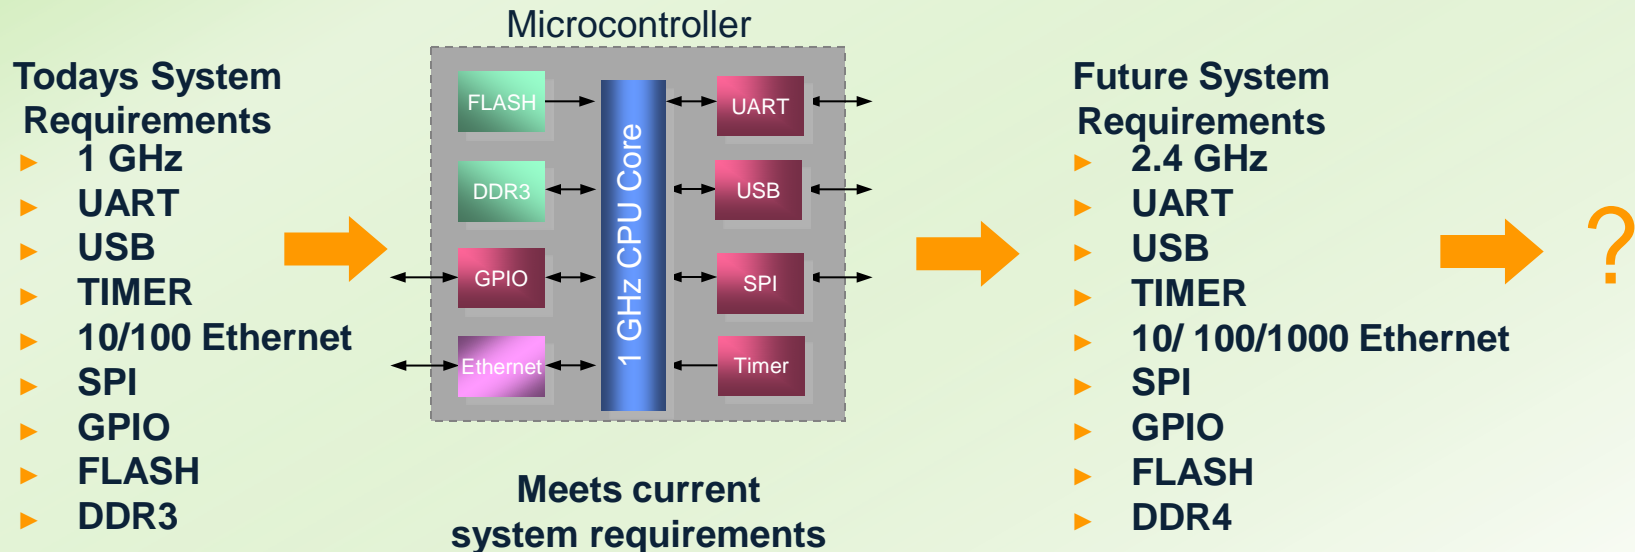 Microcontroller
Todays System
Requirements
► 1 GHz
► UART
► USB
► TIMER
► 10/100 Ethernet
► SPI
► GPIO
► FLASH
► DDR3
FLASH
DDR3
GPIO
Ethernet
1 GHz CPU Core
UART
USB
SPI
Timer
Meets current
system requirements
Future System
Requirements
► 2.4 GHz
► UART
► USB
► TIMER
► 10/ 100/1000 Ethernet
► SPI
► GPIO
► FLASH
► DDR4
?